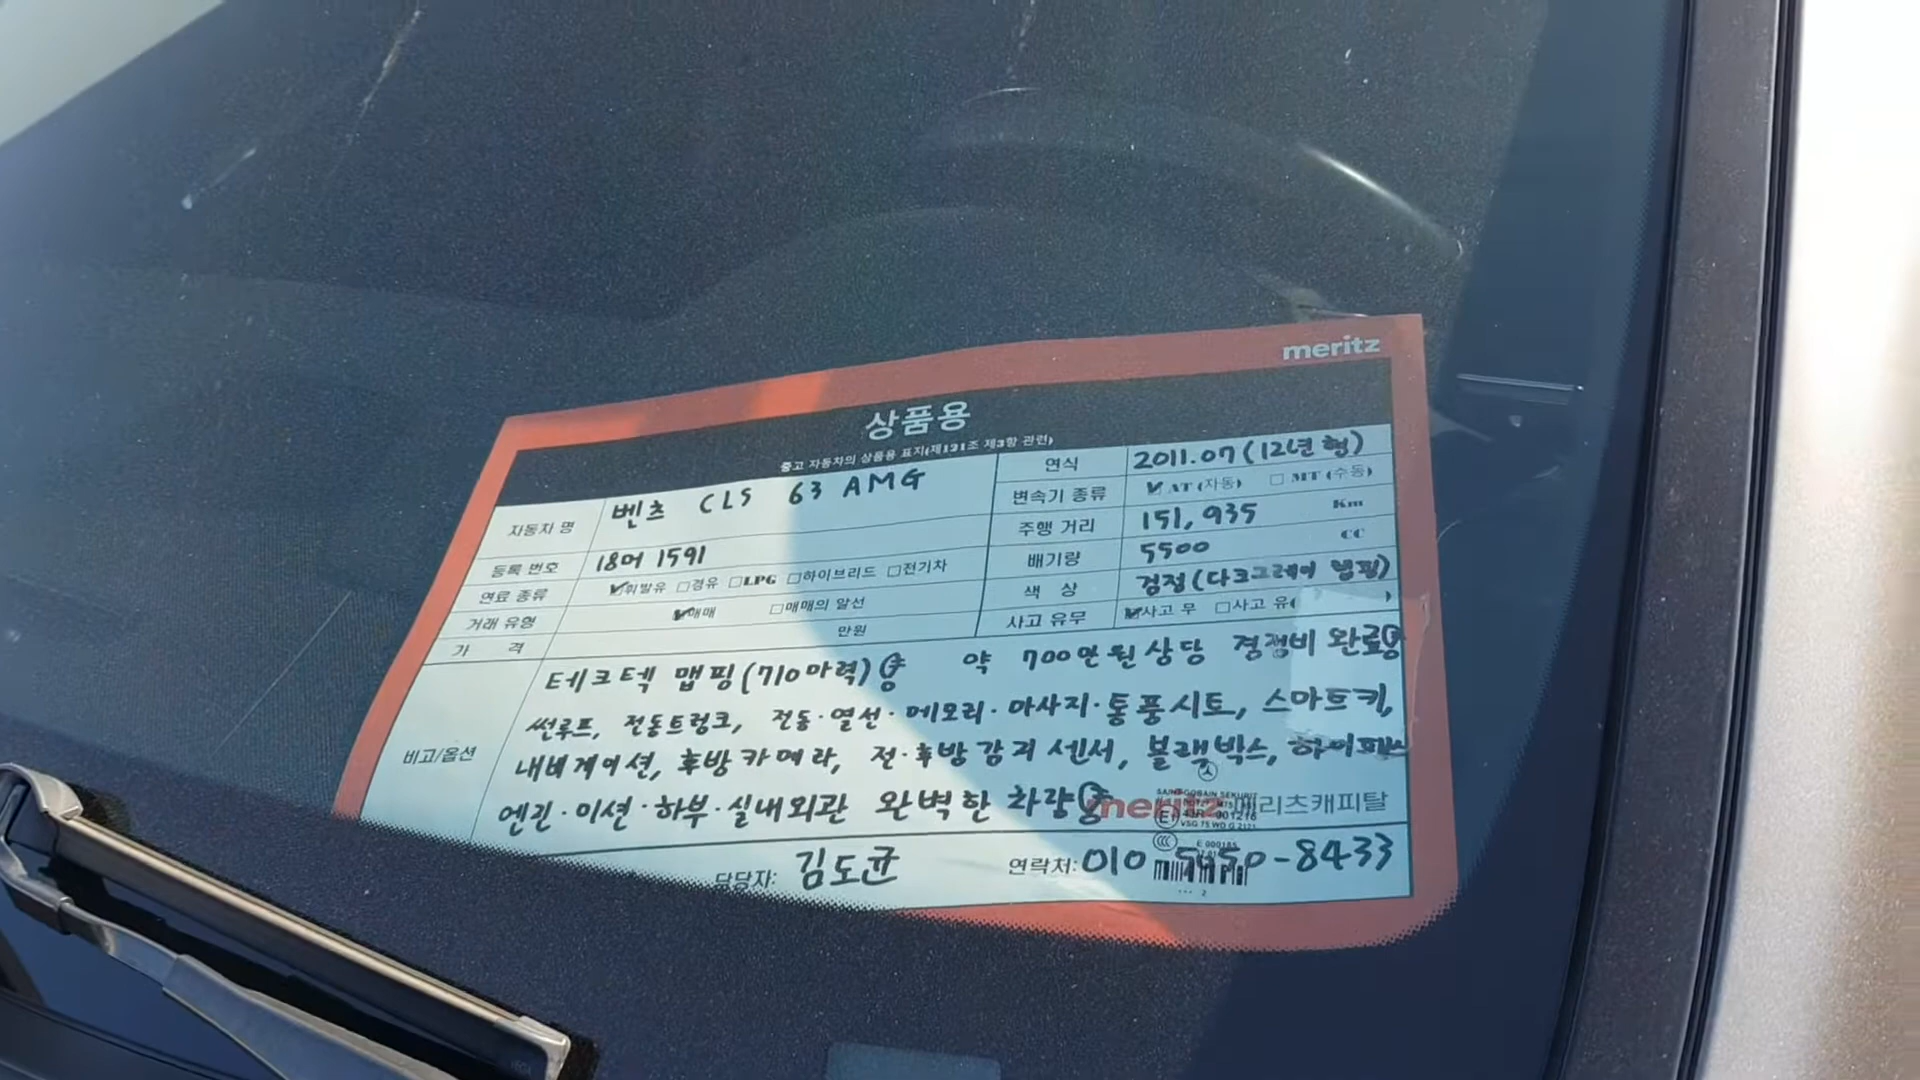 meritz
상품용
중고 자동차의 상품용 표지(제121조 제3항 관련)
자동차 명 벤츠 CLS 63 AMG
연식 2011.07 (12년형)
변속기 종류 ☑AT (자동) □MT (수동)
등록 번호 18머 1591
주행 거리 151,935 Km
연료 종류 ☑휘발유 □경유 □LPG □하이브리드 □전기차
배기량 5500 CC
거래 유형 ☑매매 □매매의 알선
색 상 검정(다크그레이 랩핑)
가 격 만원
사고 유무 ☑사고 무 □사고 유( )
비고/옵션
테크텍 맵핑(710마력) 약 700만원상당 경정비 완료
썬루프, 전동트렁크, 전동·열선·메모리·마사지·통풍시트, 스마트키,
내비게이션, 후방카메라, 전·후방감지센서, 블랙박스, 하이패스
엔진·미션·하부·실내외관 완벽한 차량
meritz 메리츠캐피탈
SAINT-GOBAIN SEKURIT
담당자: 김도균 연락처: 010 -8433